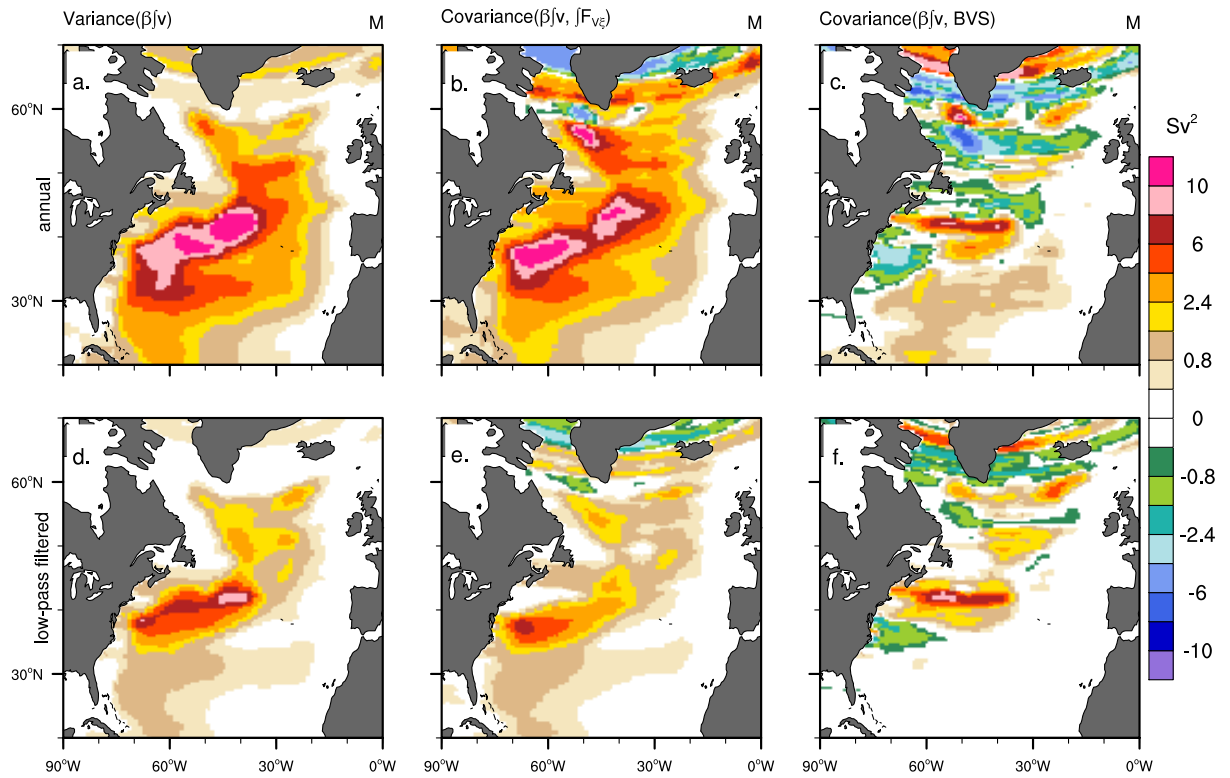 Variance(β∫v) M
Covariance(β∫v, ∫F_Vξ) M
Covariance(β∫v, BVS) M
annual
a.
b.
c.
60°N
30°N
Sv²
10
6
2.4
0.8
0
-0.8
-2.4
-6
-10
low-pass filtered
d.
e.
f.
60°N
30°N
90°W 60°W 30°W 0°W
90°W 60°W 30°W 0°W
90°W 60°W 30°W 0°W